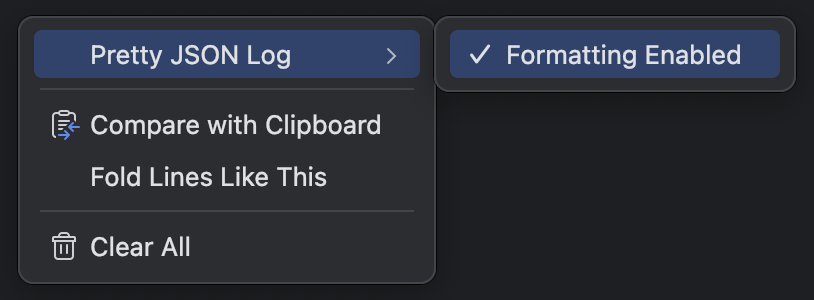 Pretty JSON Log
Formatting Enabled
Compare with Clipboard
Fold Lines Like This
Clear All